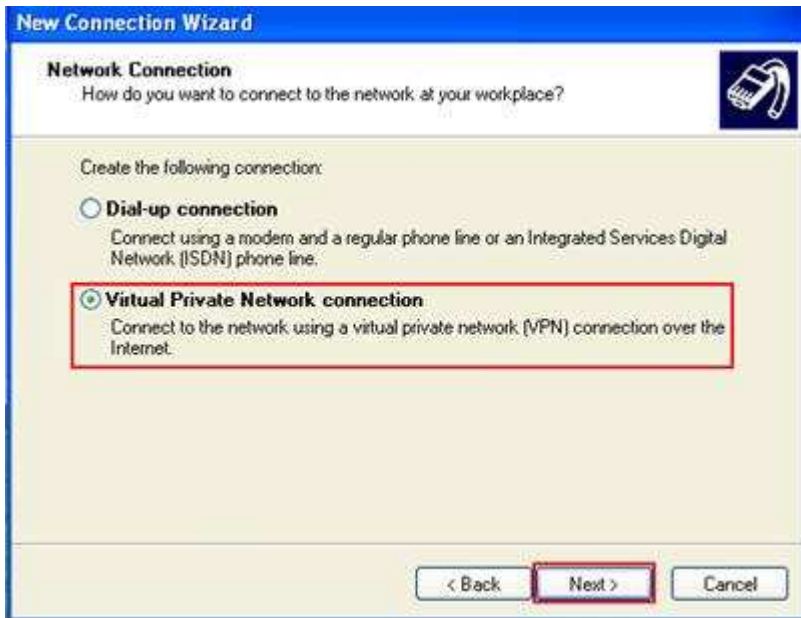 New Connection Wizard
Network Connection
How do you want to connect to the network at your workplace?
Create the following connection:
Dial-up connection
Connect using a modem and a regular phone line or an Integrated Services Digital
Network (ISDN) phone line.
Virtual Private Network connection
Connect to the network using a virtual private network (VPN) connection over the
Internet.
< Back
Next >
Cancel